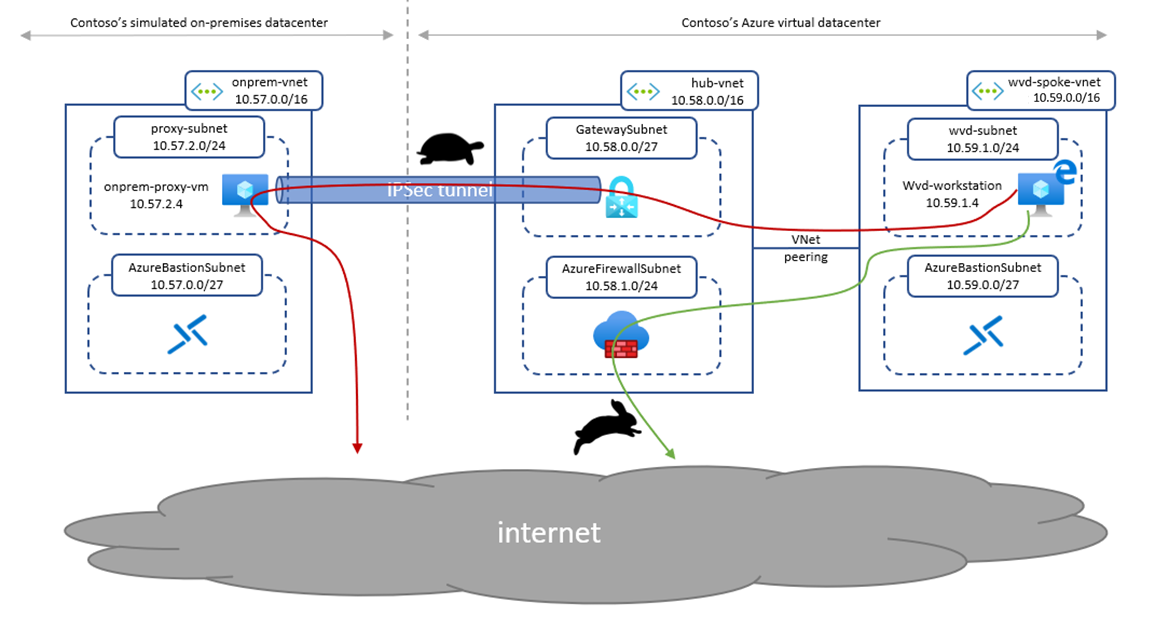 Contoso's simulated on-premises datacenter
Contoso's Azure virtual datacenter
onprem-vnet
10.57.0.0/16
hub-vnet
10.58.0.0/16
wvd-spoke-vnet
10.59.0.0/16
proxy-subnet
10.57.2.0/24
GatewaySubnet
10.58.0.0/27
wvd-subnet
10.59.1.0/24
onprem-proxy-vm
10.57.2.4
IPSec tunnel
Wvd-workstation
10.59.1.4
VNet
peering
AzureBastionSubnet
10.57.0.0/27
AzureFirewallSubnet
10.58.1.0/24
AzureBastionSubnet
10.59.0.0/27
internet